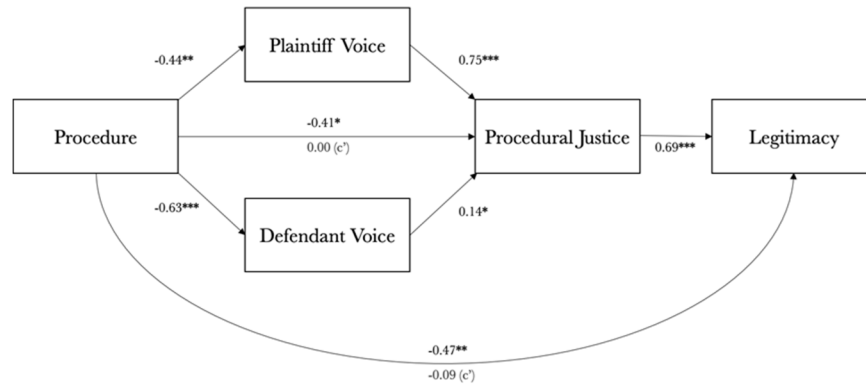 Plaintiff Voice
-0.44**
0.75***
Procedure
-0.41*
0.00 (c')
Procedural Justice
0.69***
Legitimacy
-0.63***
Defendant Voice
0.14*
-0.47**
-0.09 (c')